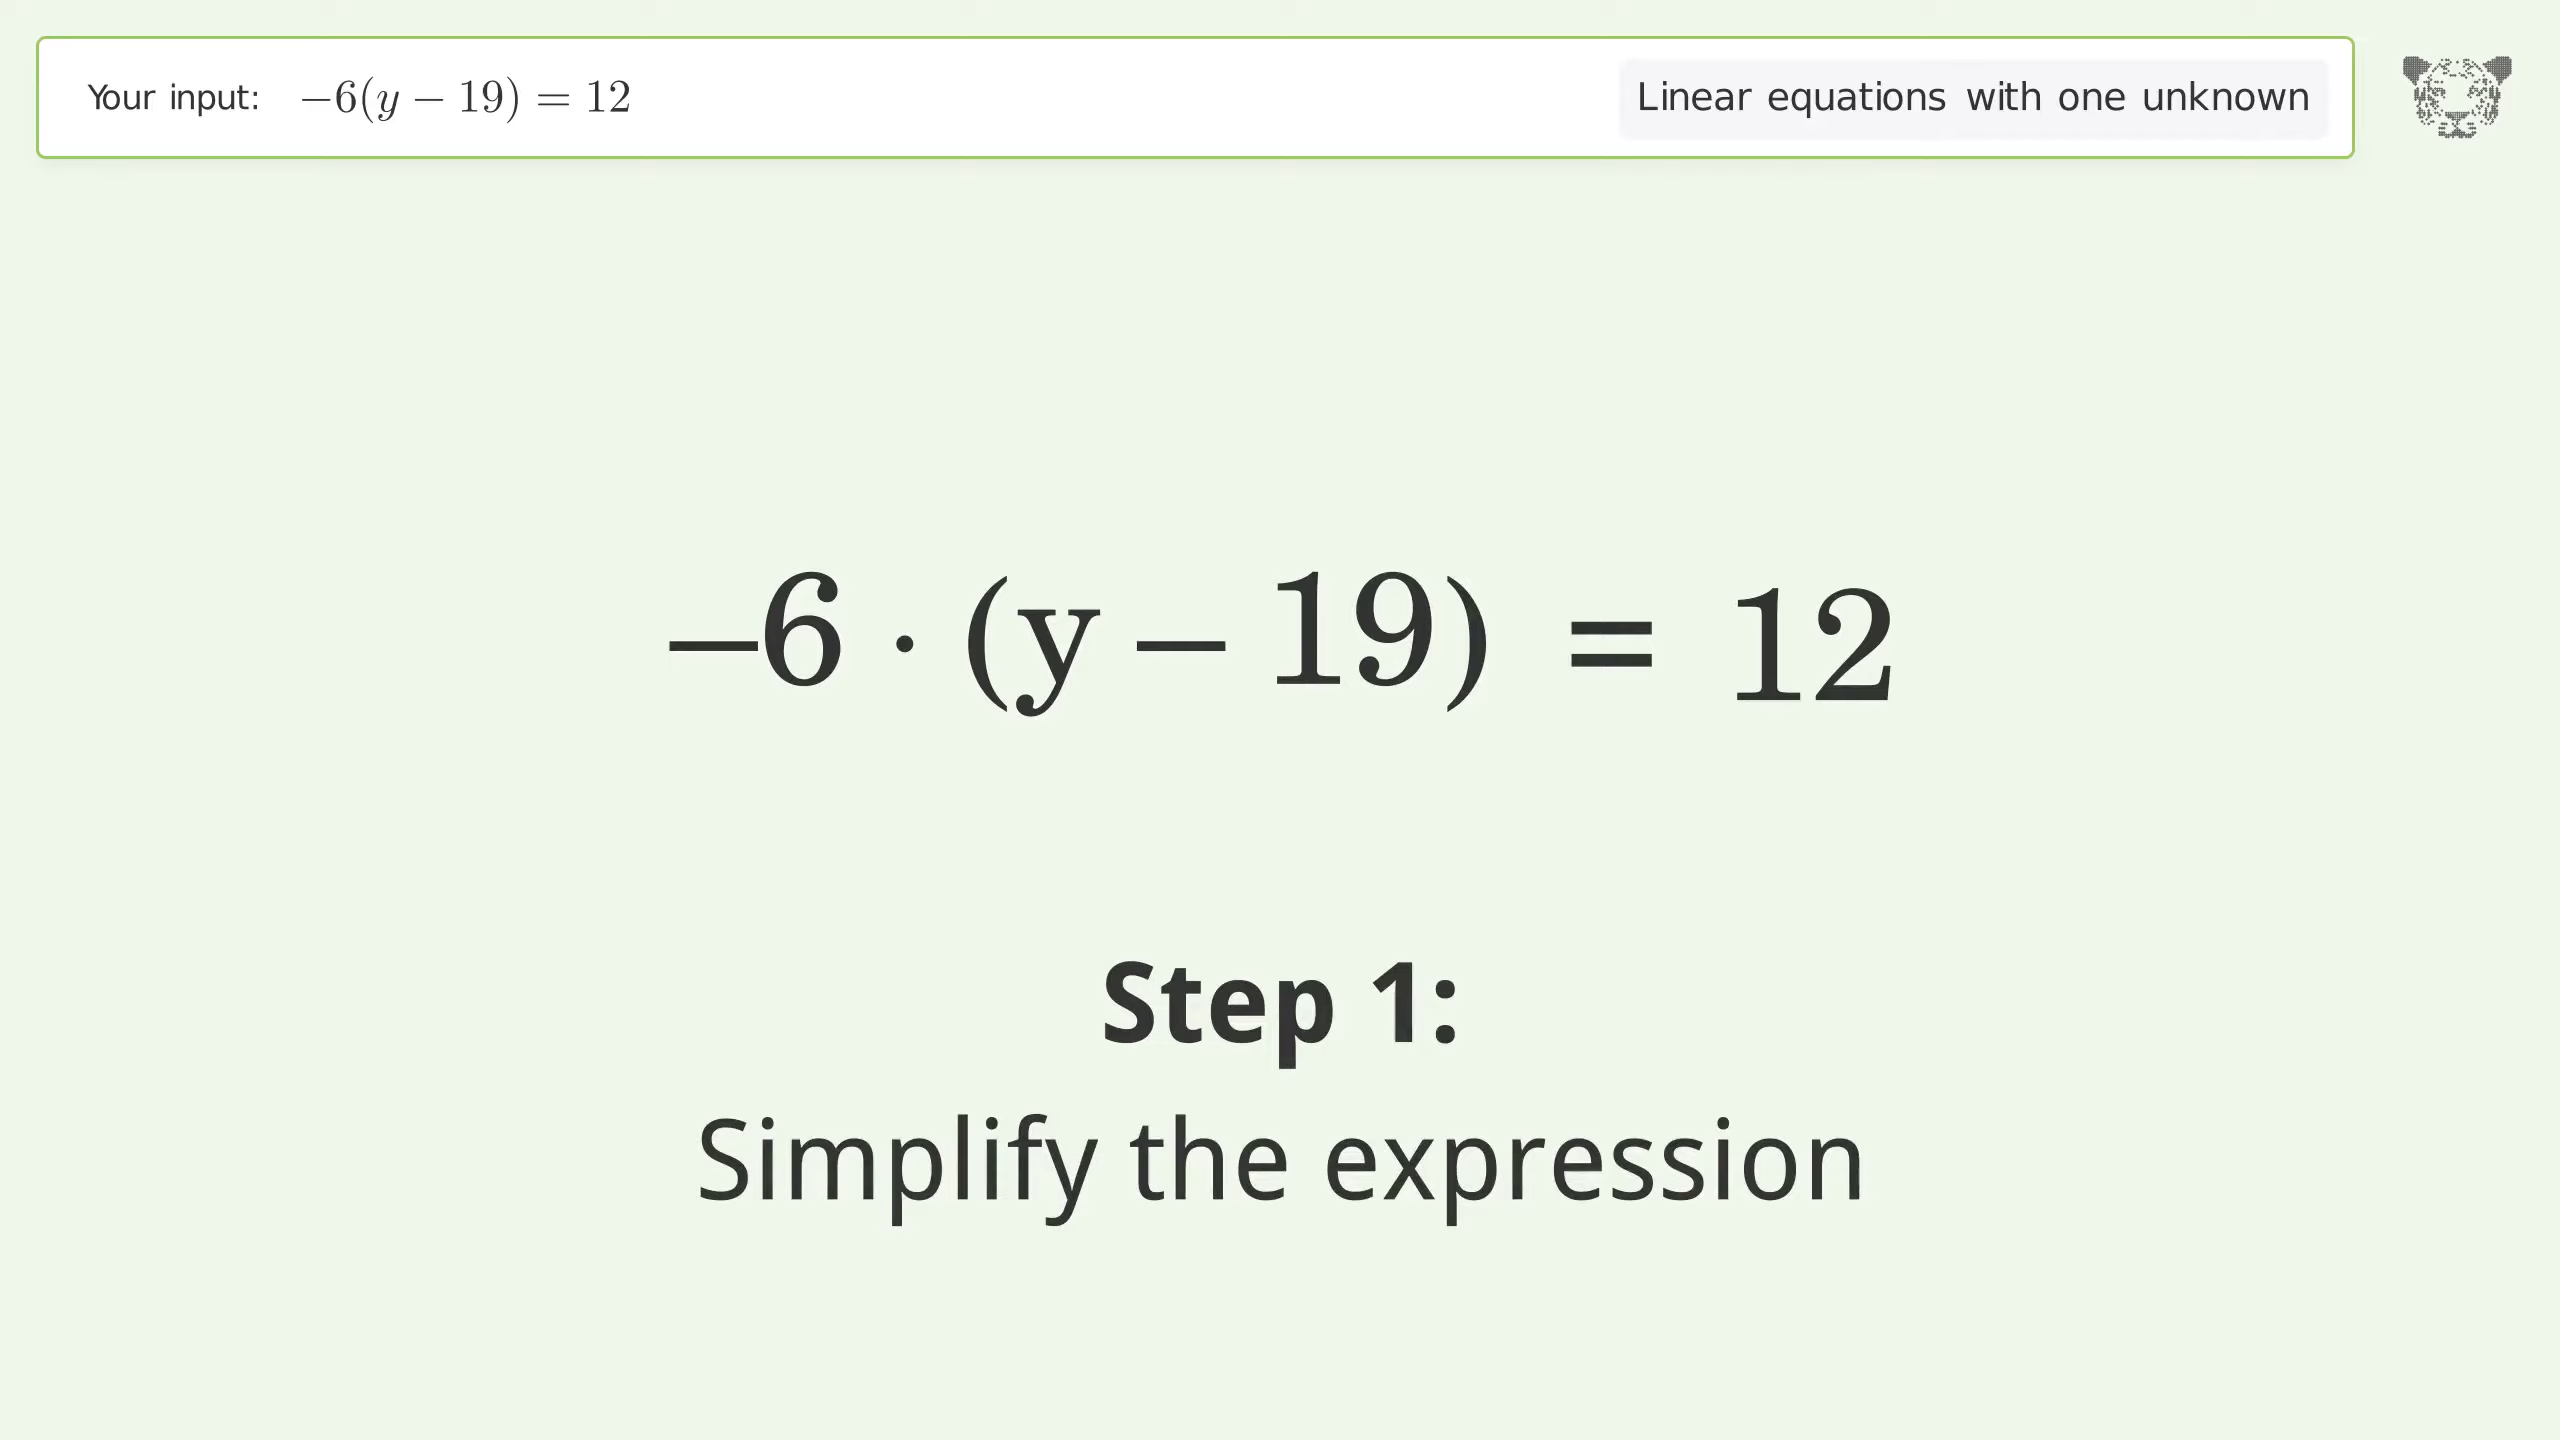 Your input: −6(y − 19) = 12 Linear equations with one unknown
−6 · (y − 19) = 12
Step 1:
Simplify the expression